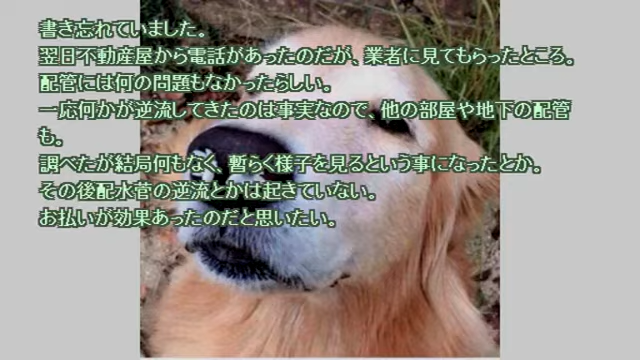 書き忘れていました。
翌日不動産屋から電話があったのだが、業者に見てもらったところ。
配管には何の問題もなかったらしい。
一応何かが逆流してきたのは事実なので、他の部屋や地下の配管
も。
調べたが結局何もなく、暫らく様子を見るという事になったとか。
その後配水菅の逆流とかは起きていない。
お払いが効果あったのだと思いたい。